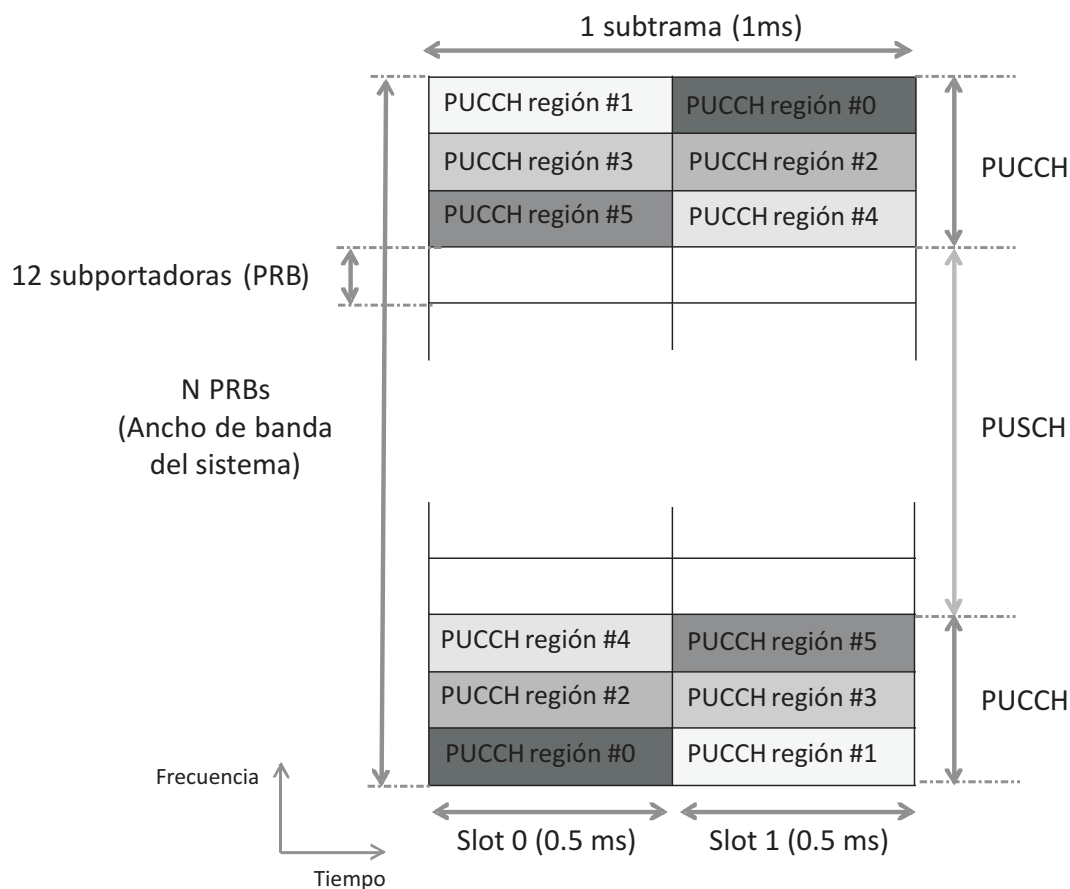 1 subtrama (1ms)
PUCCH región #1
PUCCH región #0
PUCCH región #3
PUCCH región #2
PUCCH
PUCCH región #5
PUCCH región #4
12 subportadoras (PRB)
N PRBs
(Ancho de banda
del sistema)
PUSCH
PUCCH región #4
PUCCH región #5
PUCCH región #2
PUCCH región #3
PUCCH
PUCCH región #0
PUCCH región #1
Frecuencia
Slot 0 (0.5 ms)
Slot 1 (0.5 ms)
Tiempo